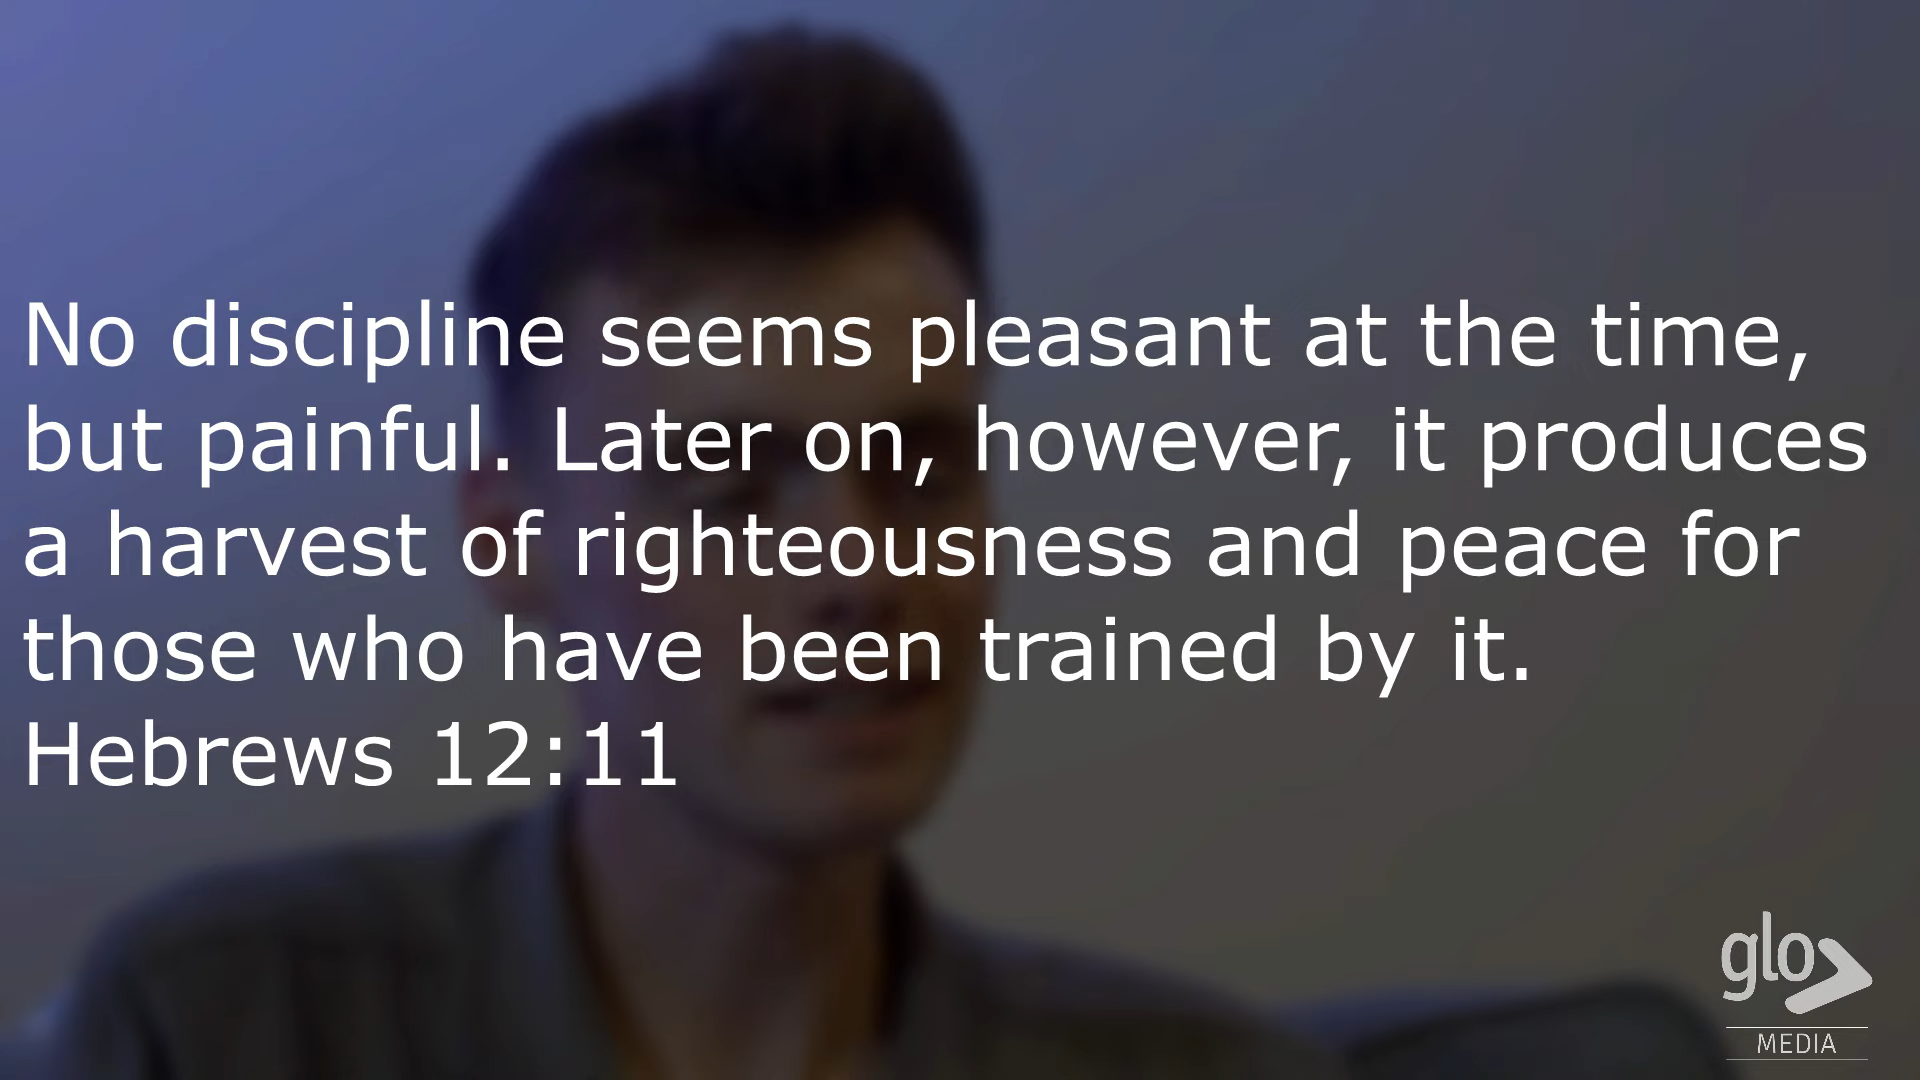 No discipline seems pleasant at the time,
but painful. Later on, however, it produces
a harvest of righteousness and peace for
those who have been trained by it.
Hebrews 12:11
glo
MEDIA